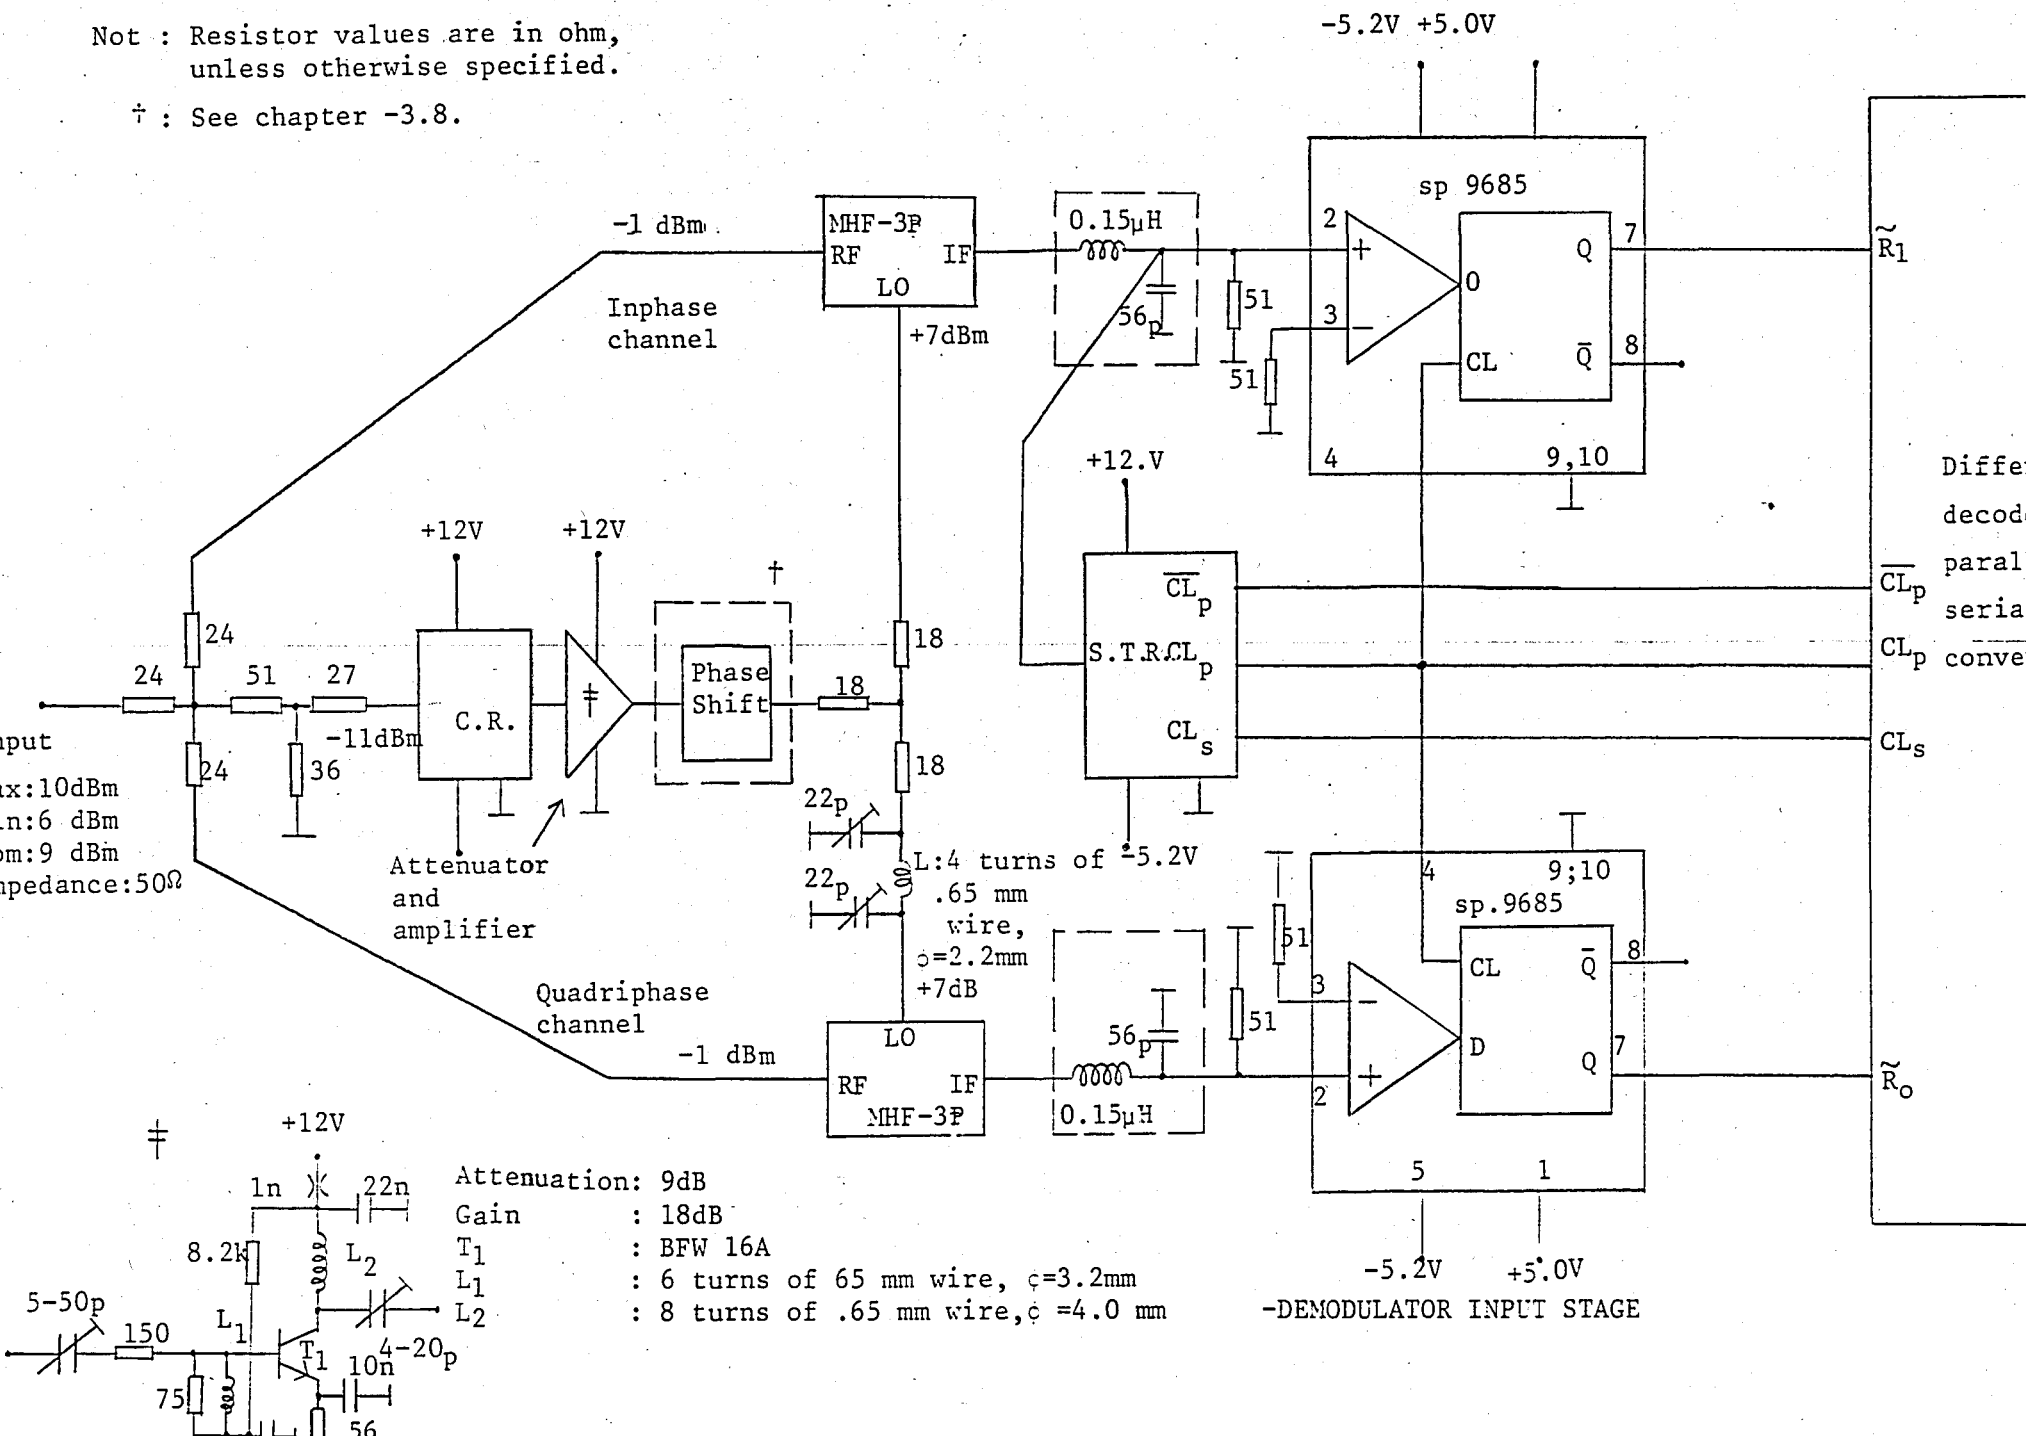 Not : Resistor values are in ohm,
unless otherwise specified.
† : See chapter -3.8.
-5.2V +5.0V
sp 9685
2
3
4
9,10
7
8
+
-
O
CL
Q
Q̄
R̃1
-1 dBm
MHF-3P
RF
IF
LO
+7dBm
Inphase
channel
0.15µH
56p
51
51
+12.V
C̅L̅p
S.T.R.
CLp
CLs
-5.2V
C̅L̅p
CLp
CLs
Diffe
decod
paral
seria
conve
+12V
+12V
†
24
24
51
27
24
36
-11dBm
C.R.
‡
Phase
Shift
18
18
18
nput
x:10dBm
n:6 dBm
om:9 dBm
mpedance:50Ω
Attenuator
and
amplifier
22p
22p
L:4 turns of
.65 mm
wire,
φ=2.2mm
+7dB
Quadriphase
channel
-1 dBm
LO
RF
IF
MHF-3P
56p
0.15µH
51
51
4
9;10
sp.9685
3
2
-
+
D
CL
Q̄
Q
8
7
R̃o
5
1
-5.2V
+5.0V
-DEMODULATOR INPUT STAGE
‡
+12V
1n
22n
8.2k
L2
5-50p
150
L1
T1
4-20p
10n
75
56
Attenuation: 9dB
Gain : 18dB
T1 : BFW 16A
L1 : 6 turns of 65 mm wire, φ=3.2mm
L2 : 8 turns of .65 mm wire,φ =4.0 mm